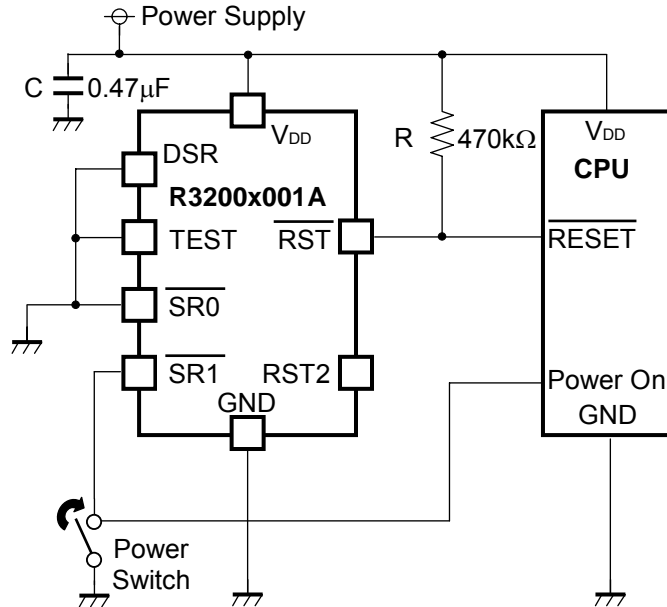 Power Supply
C 0.47µF
VDD
R 470kΩ
VDD
CPU
DSR
R3200x001A
TEST
RST
RESET
SR0
SR1
RST2
GND
Power On
GND
Power
Switch